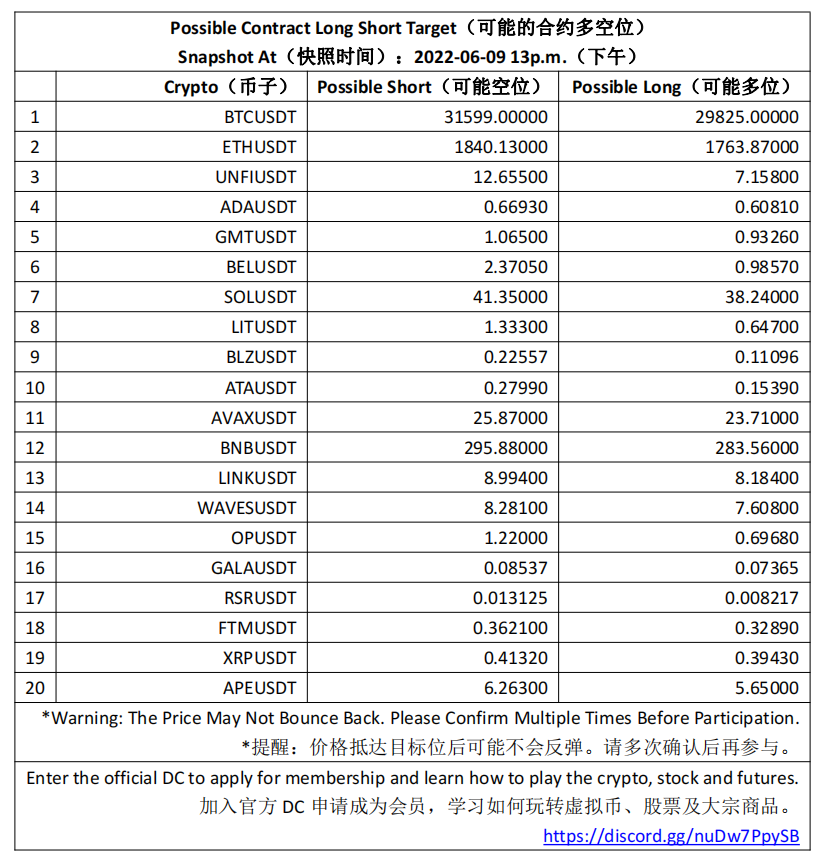 Possible Contract Long Short Target（可能的合约多空位）
Snapshot At（快照时间）：2022-06-09 13p.m.（下午）
Crypto（币子） Possible Short（可能空位） Possible Long（可能多位）
1 BTCUSDT 31599.00000 29825.00000
2 ETHUSDT 1840.13000 1763.87000
3 UNFIUSDT 12.65500 7.15800
4 ADAUSDT 0.66930 0.60810
5 GMTUSDT 1.06500 0.93260
6 BELUSDT 2.37050 0.98570
7 SOLUSDT 41.35000 38.24000
8 LITUSDT 1.33300 0.64700
9 BLZUSDT 0.22557 0.11096
10 ATAUSDT 0.27990 0.15390
11 AVAXUSDT 25.87000 23.71000
12 BNBUSDT 295.88000 283.56000
13 LINKUSDT 8.99400 8.18400
14 WAVESUSDT 8.28100 7.60800
15 OPUSDT 1.22000 0.69680
16 GALAUSDT 0.08537 0.07365
17 RSRUSDT 0.013125 0.008217
18 FTMUSDT 0.362100 0.32890
19 XRPUSDT 0.41320 0.39430
20 APEUSDT 6.26300 5.65000
*Warning: The Price May Not Bounce Back. Please Confirm Multiple Times Before Participation.
*提醒：价格抵达目标位后可能不会反弹。请多次确认后再参与。
Enter the official DC to apply for membership and learn how to play the crypto, stock and futures.
加入官方 DC 申请成为会员，学习如何玩转虚拟币、股票及大宗商品。
https://discord.gg/nuDw7PpySB